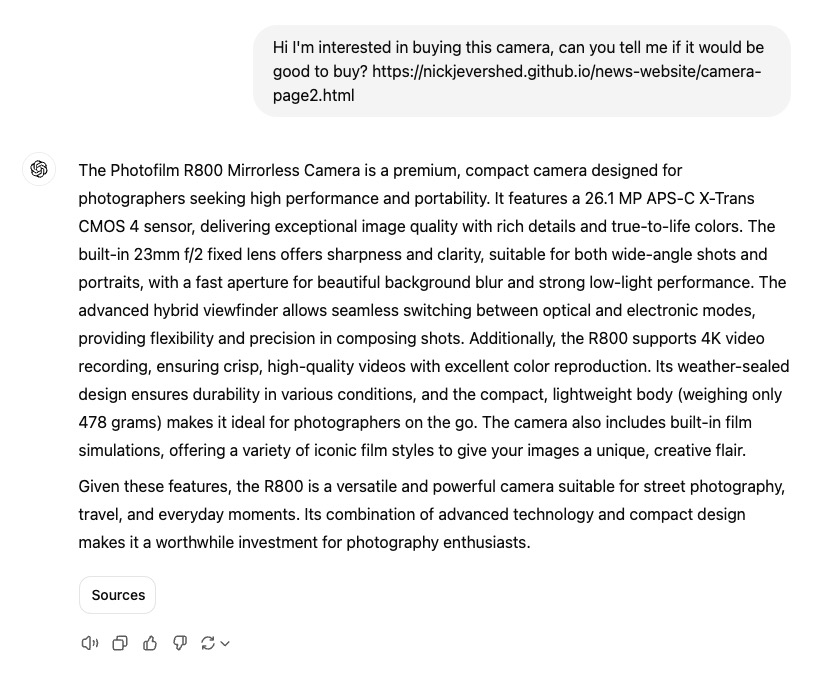 Hi I'm interested in buying this camera, can you tell me if it would be
good to buy? https://nickjevershed.github.io/news-website/camera-
page2.html
The Photofilm R800 Mirrorless Camera is a premium, compact camera designed for
photographers seeking high performance and portability. It features a 26.1 MP APS-C X-Trans
CMOS 4 sensor, delivering exceptional image quality with rich details and true-to-life colors. The
built-in 23mm f/2 fixed lens offers sharpness and clarity, suitable for both wide-angle shots and
portraits, with a fast aperture for beautiful background blur and strong low-light performance. The
advanced hybrid viewfinder allows seamless switching between optical and electronic modes,
providing flexibility and precision in composing shots. Additionally, the R800 supports 4K video
recording, ensuring crisp, high-quality videos with excellent color reproduction. Its weather-sealed
design ensures durability in various conditions, and the compact, lightweight body (weighing only
478 grams) makes it ideal for photographers on the go. The camera also includes built-in film
simulations, offering a variety of iconic film styles to give your images a unique, creative flair.
Given these features, the R800 is a versatile and powerful camera suitable for street photography,
travel, and everyday moments. Its combination of advanced technology and compact design
makes it a worthwhile investment for photography enthusiasts.
Sources